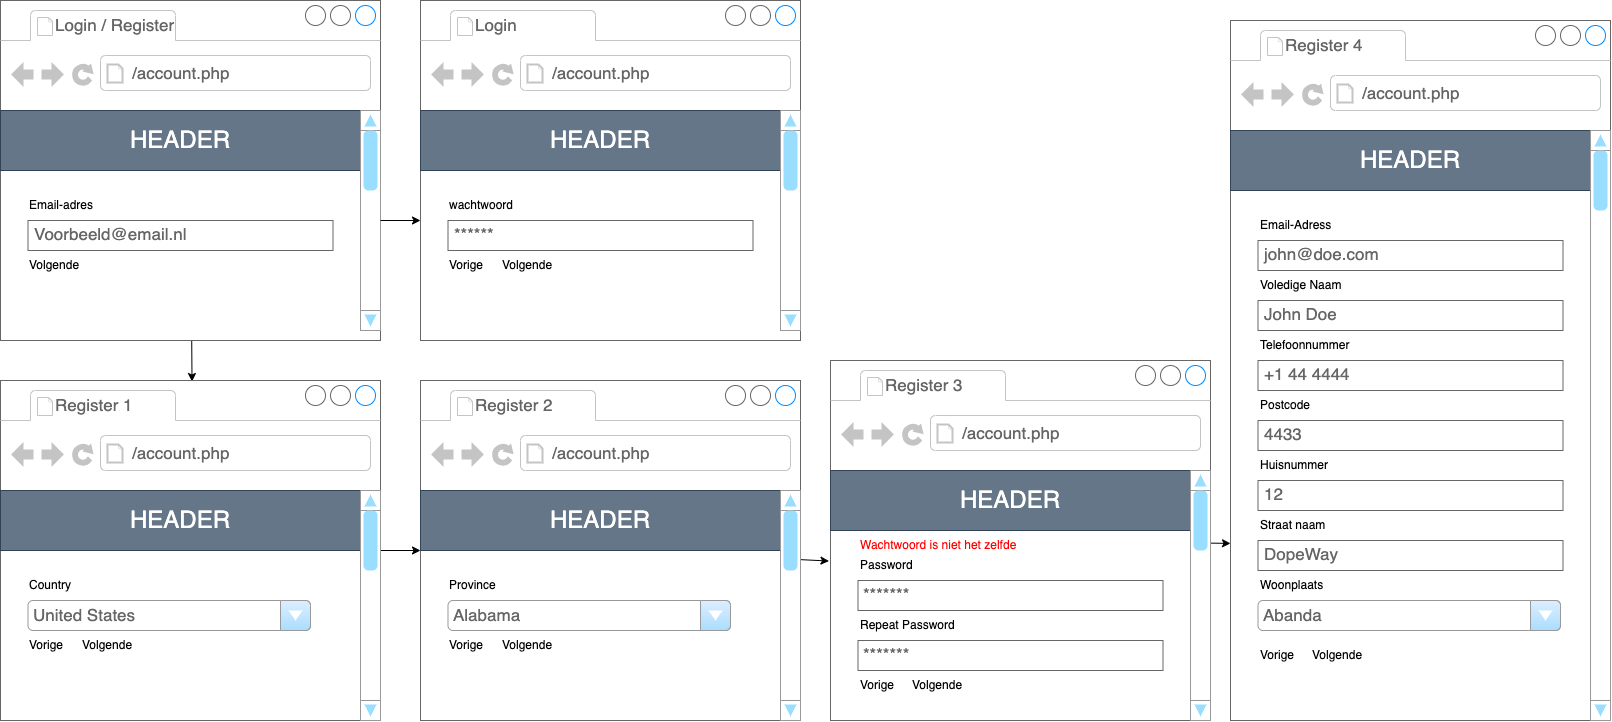 Login / Register
/account.php
HEADER
Email-adres
Voorbeeld@email.nl
Volgende
Login
/account.php
HEADER
wachtwoord
******
Vorige Volgende
Register 1
/account.php
HEADER
Country
United States
Vorige Volgende
Register 2
/account.php
HEADER
Province
Alabama
Vorige Volgende
Register 3
/account.php
HEADER
Wachtwoord is niet het zelfde
Password
*******
Repeat Password
*******
Vorige Volgende
Register 4
/account.php
HEADER
Email-Adress
john@doe.com
Voledige Naam
John Doe
Telefoonnummer
+1 44 4444
Postcode
4433
Huisnummer
12
Straat naam
DopeWay
Woonplaats
Abanda
Vorige Volgende